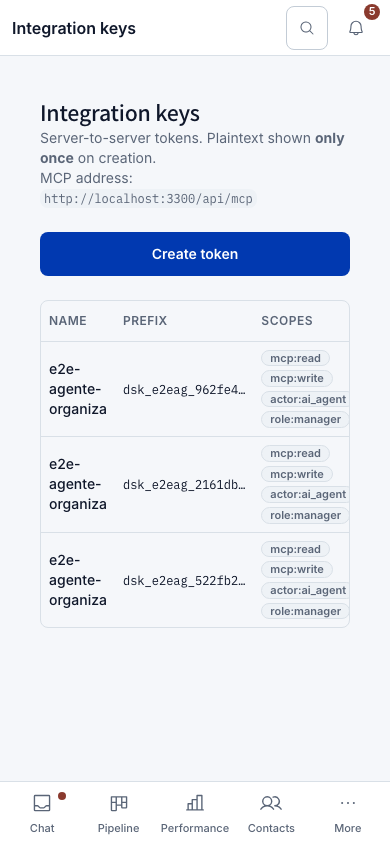 Integration keys
5
Integration keys
Server-to-server tokens. Plaintext shown only
once on creation.
MCP address:
http://localhost:3300/api/mcp
Create token
NAME PREFIX SCOPES
e2e-
agente-
organiza
dsk_e2eag_962fe4…
mcp:read
mcp:write
actor:ai_agent
role:manager
e2e-
agente-
organiza
dsk_e2eag_2161db…
mcp:read
mcp:write
actor:ai_agent
role:manager
e2e-
agente-
organiza
dsk_e2eag_522fb2…
mcp:read
mcp:write
actor:ai_agent
role:manager
Chat Pipeline Performance Contacts More